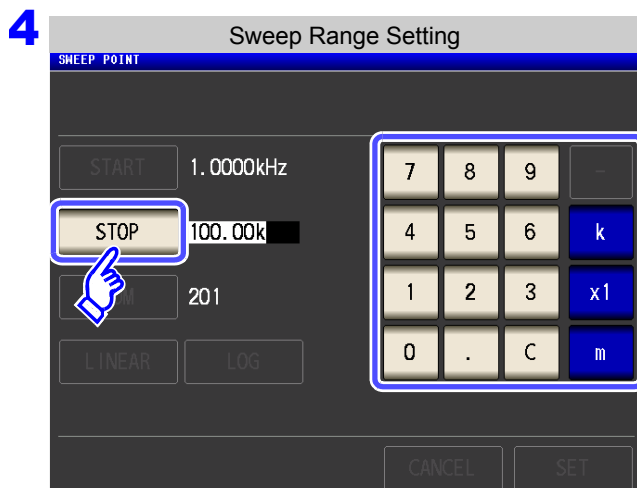 4
Sweep Range Setting
SWEEP POINT
START 1.0000kHz
7 8 9 -
STOP 100.00k
4 5 6 k
M 201
1 2 3 x1
LINEAR LOG
0 . C m
CANCEL SET